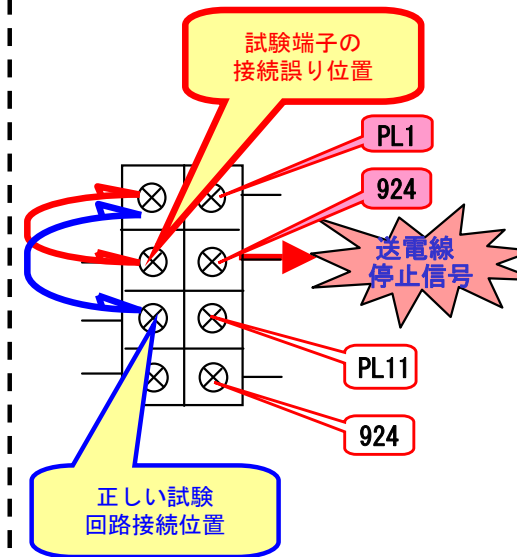 試験端子の
接続誤り位置
PL1
924
送電線
停止信号
PL11
924
正しい試験
回路接続位置